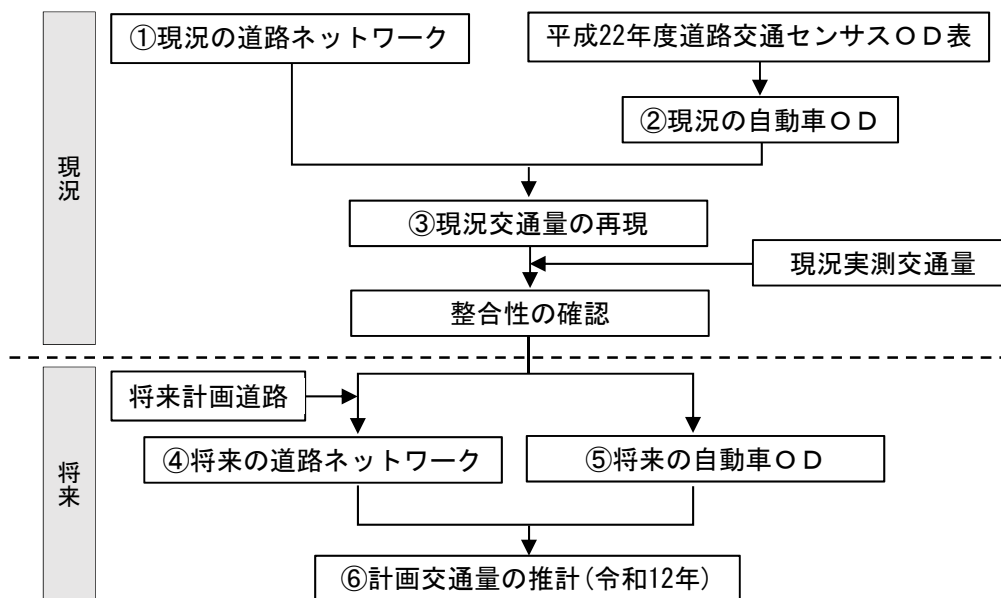 現況
①現況の道路ネットワーク
平成22年度道路交通センサスＯＤ表
②現況の自動車ＯＤ
③現況交通量の再現
現況実測交通量
整合性の確認
将来
将来計画道路
④将来の道路ネットワーク
⑤将来の自動車ＯＤ
⑥計画交通量の推計(令和12年)